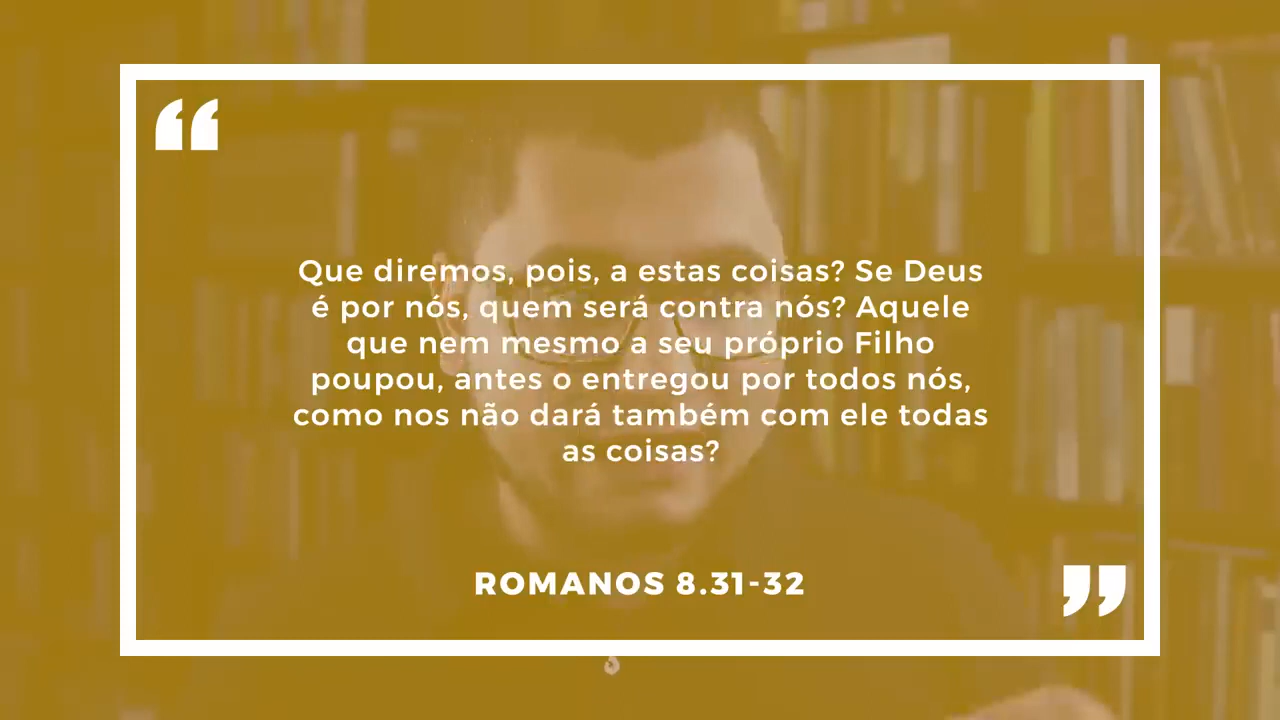 Que diremos, pois, a estas coisas? Se Deus
é por nós, quem será contra nós? Aquele
que nem mesmo a seu próprio Filho
poupou, antes o entregou por todos nós,
como nos não dará também com ele todas
as coisas?
ROMANOS 8.31-32